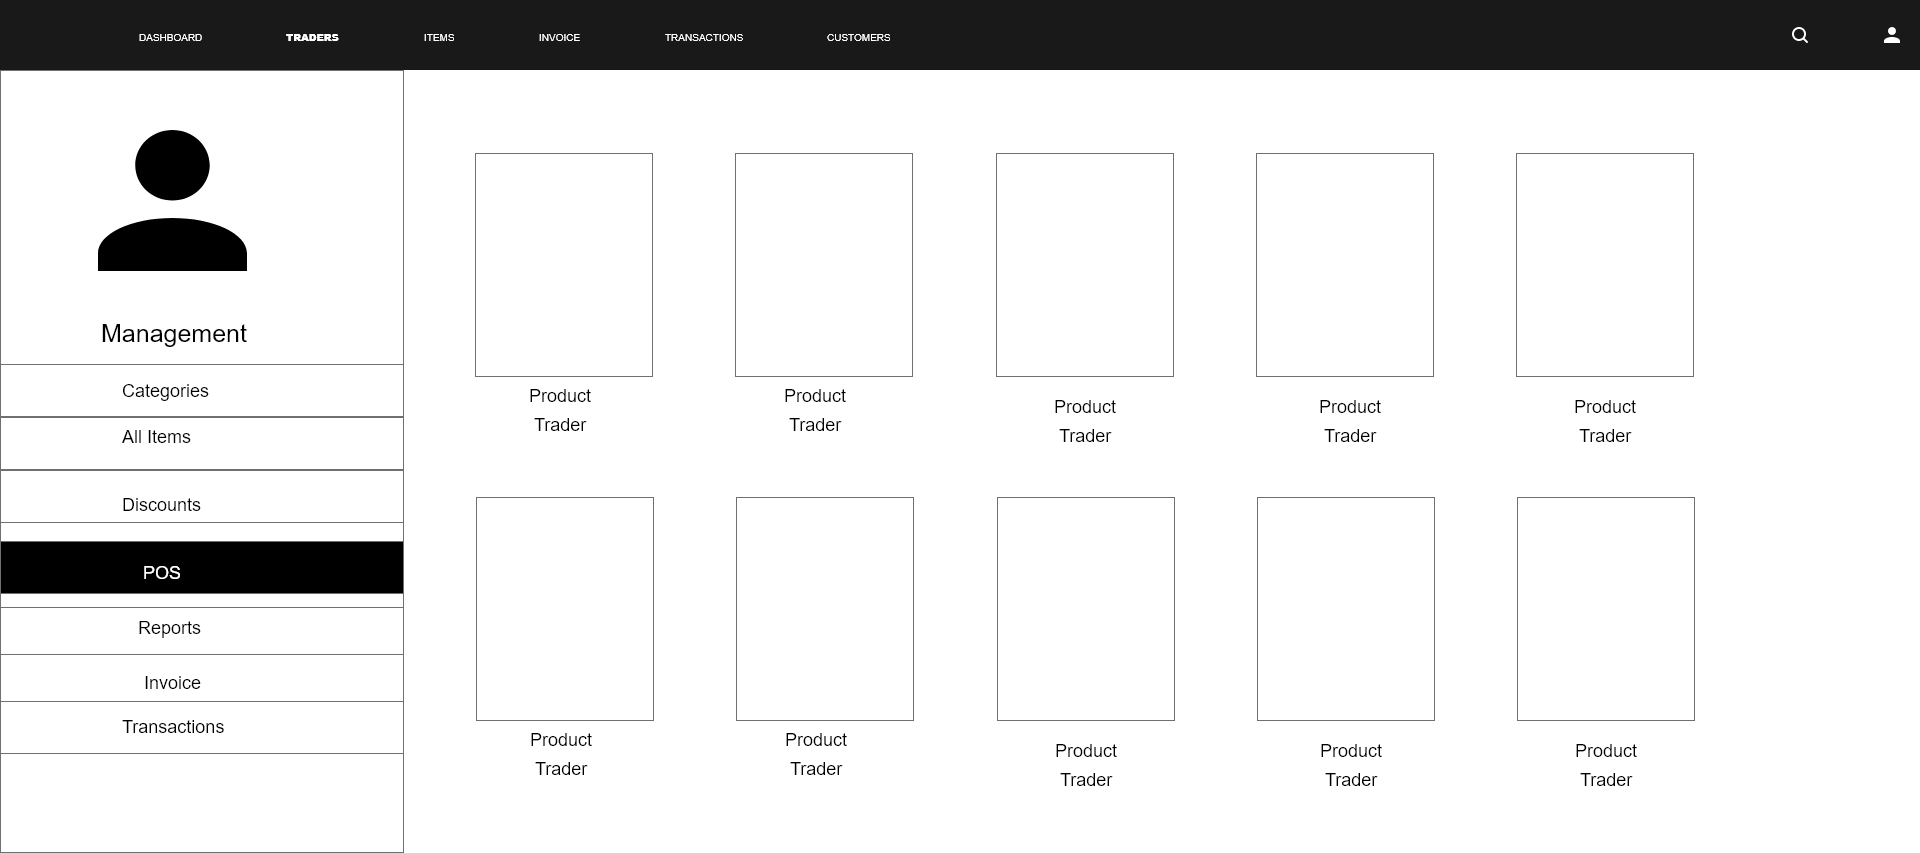 DASHBOARD TRADERS ITEMS INVOICE TRANSACTIONS CUSTOMERS
Management
Categories
All Items
Discounts
POS
Reports
Invoice
Transactions
Product Product Product Product Product
Trader Trader Trader Trader Trader
Product Product Product Product Product
Trader Trader Trader Trader Trader